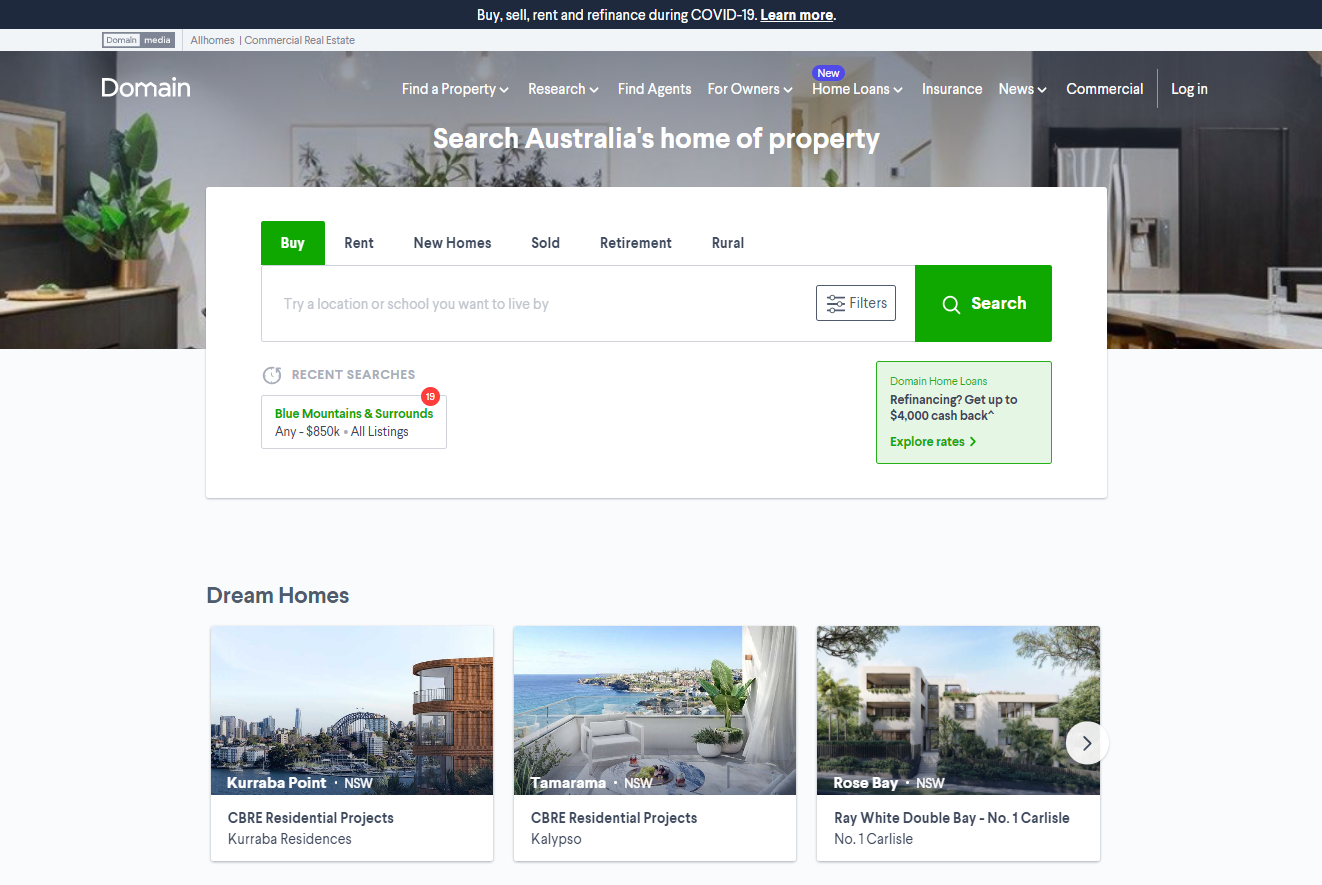 Buy, sell, rent and refinance during COVID-19. Learn more.
Domain media Allhomes | Commercial Real Estate
Domain
New
Find a Property Research Find Agents For Owners Home Loans Insurance News Commercial Log in
Search Australia's home of property
Buy Rent New Homes Sold Retirement Rural
Try a location or school you want to live by Filters Search
RECENT SEARCHES
19
Blue Mountains & Surrounds
Any - $850k • All Listings
Domain Home Loans
Refinancing? Get up to
$4,000 cash back^
Explore rates
Dream Homes
Kurraba Point · NSW
CBRE Residential Projects
Kurraba Residences
Tamarama · NSW
CBRE Residential Projects
Kalypso
Rose Bay · NSW
Ray White Double Bay - No. 1 Carlisle
No. 1 Carlisle